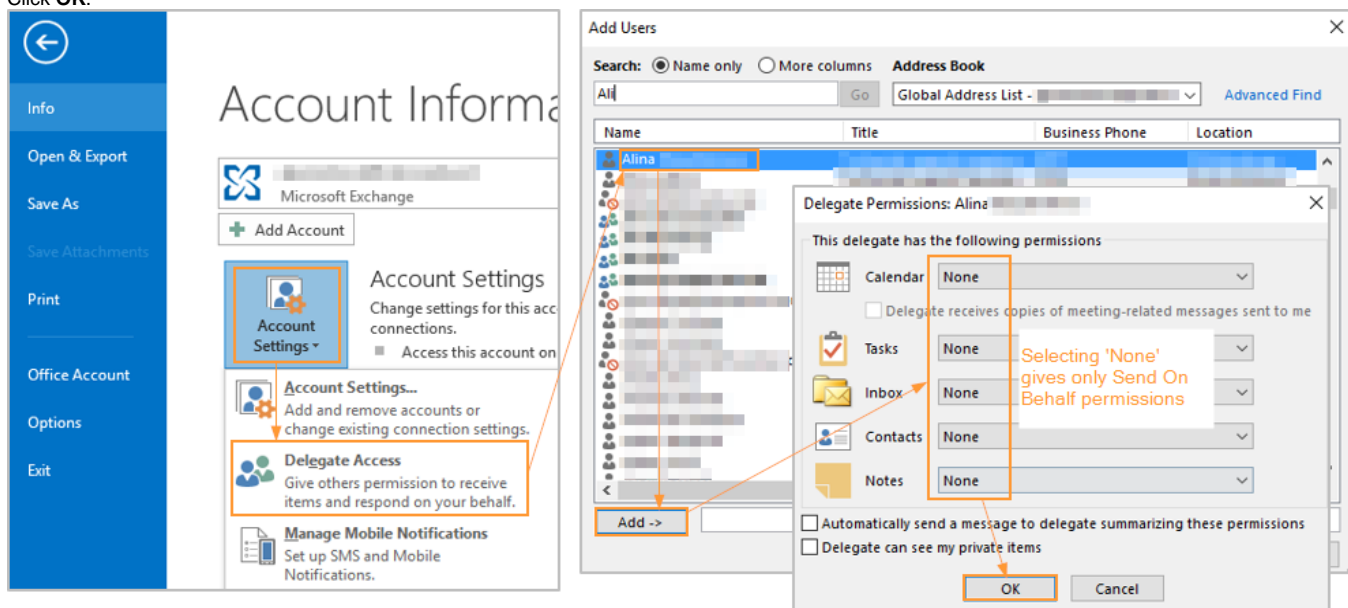 Click OK.
Info
Open & Export
Save As
Save Attachments
Print
Office Account
Options
Exit
Account Informa
Microsoft Exchange
Add Account
Account
Settings
Account Settings
Change settings for this acc
connections.
Access this account on
Account Settings...
Add and remove accounts or
change existing connection settings.
Delegate Access
Give others permission to receive
items and respond on your behalf.
Manage Mobile Notifications
Set up SMS and Mobile
Notifications.
Add Users
Search: Name only More columns Address Book
Ali Go Global Address List - Advanced Find
Name Title Business Phone Location
Alina
Add ->
Delegate Permissions: Alina
This delegate has the following permissions
Calendar None
Delegate receives copies of meeting-related messages sent to me
Tasks None
Inbox None
Contacts None
Notes None
Selecting 'None'
gives only Send On
Behalf permissions
Automatically send a message to delegate summarizing these permissions
Delegate can see my private items
OK Cancel